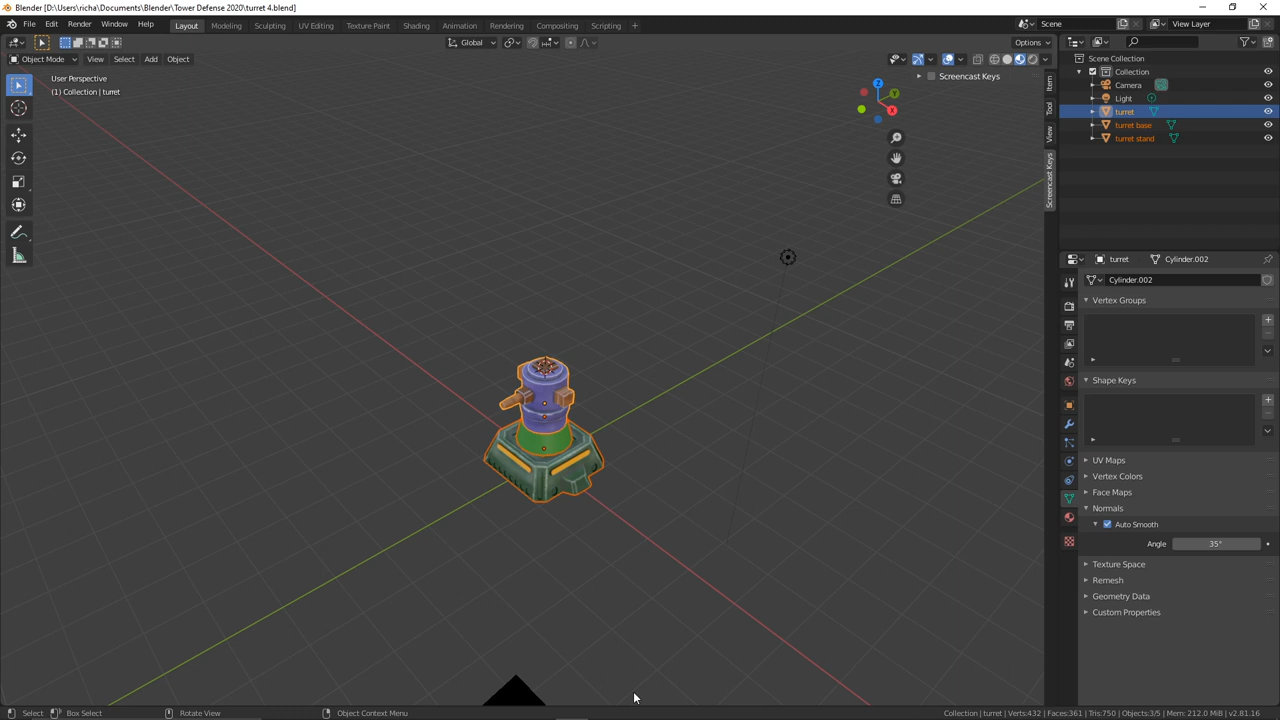 Blender [D:\Users\richa\Documents\Blender\Tower Defense 2020\turret 4.blend]
File Edit Render Window Help Layout Modeling Sculpting UV Editing Texture Paint Shading Animation Rendering Compositing Scripting + Scene View Layer
Global Options
Object Mode View Select Add Object
User Perspective
(1) Collection | turret
Screencast Keys
Z
Y
X
Item
Tool
View
Screencast Keys
Scene Collection
Collection
Camera
Light
turret
turret base
turret stand
turret Cylinder.002
Cylinder.002
Vertex Groups
Shape Keys
UV Maps
Vertex Colors
Face Maps
Normals
Auto Smooth
Angle 35°
Texture Space
Remesh
Geometry Data
Custom Properties
Select Box Select Rotate View Object Context Menu Collection | turret | Verts:432 | Faces:361 | Tris:750 | Objects:3/5 | Mem: 212.0 MiB | v2.81.16